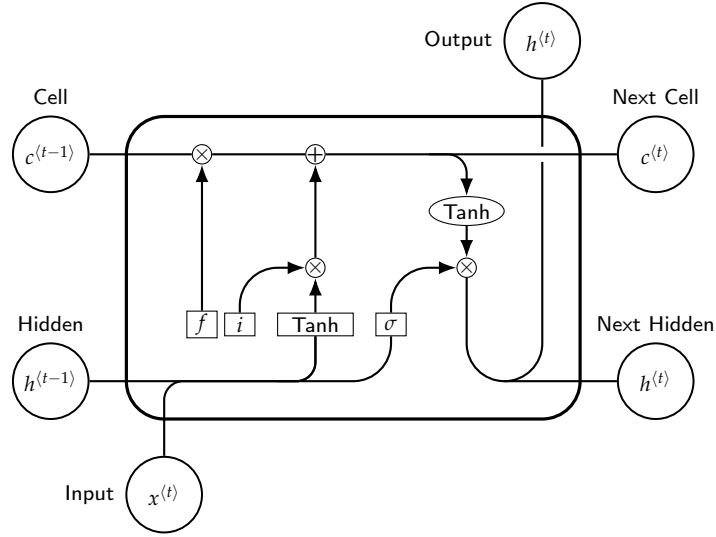 Output
h⟨t⟩
Cell
Next Cell
c⟨t−1⟩
×
+
c⟨t⟩
Tanh
×
×
f
i
Tanh
σ
Hidden
Next Hidden
h⟨t−1⟩
h⟨t⟩
Input
x⟨t⟩